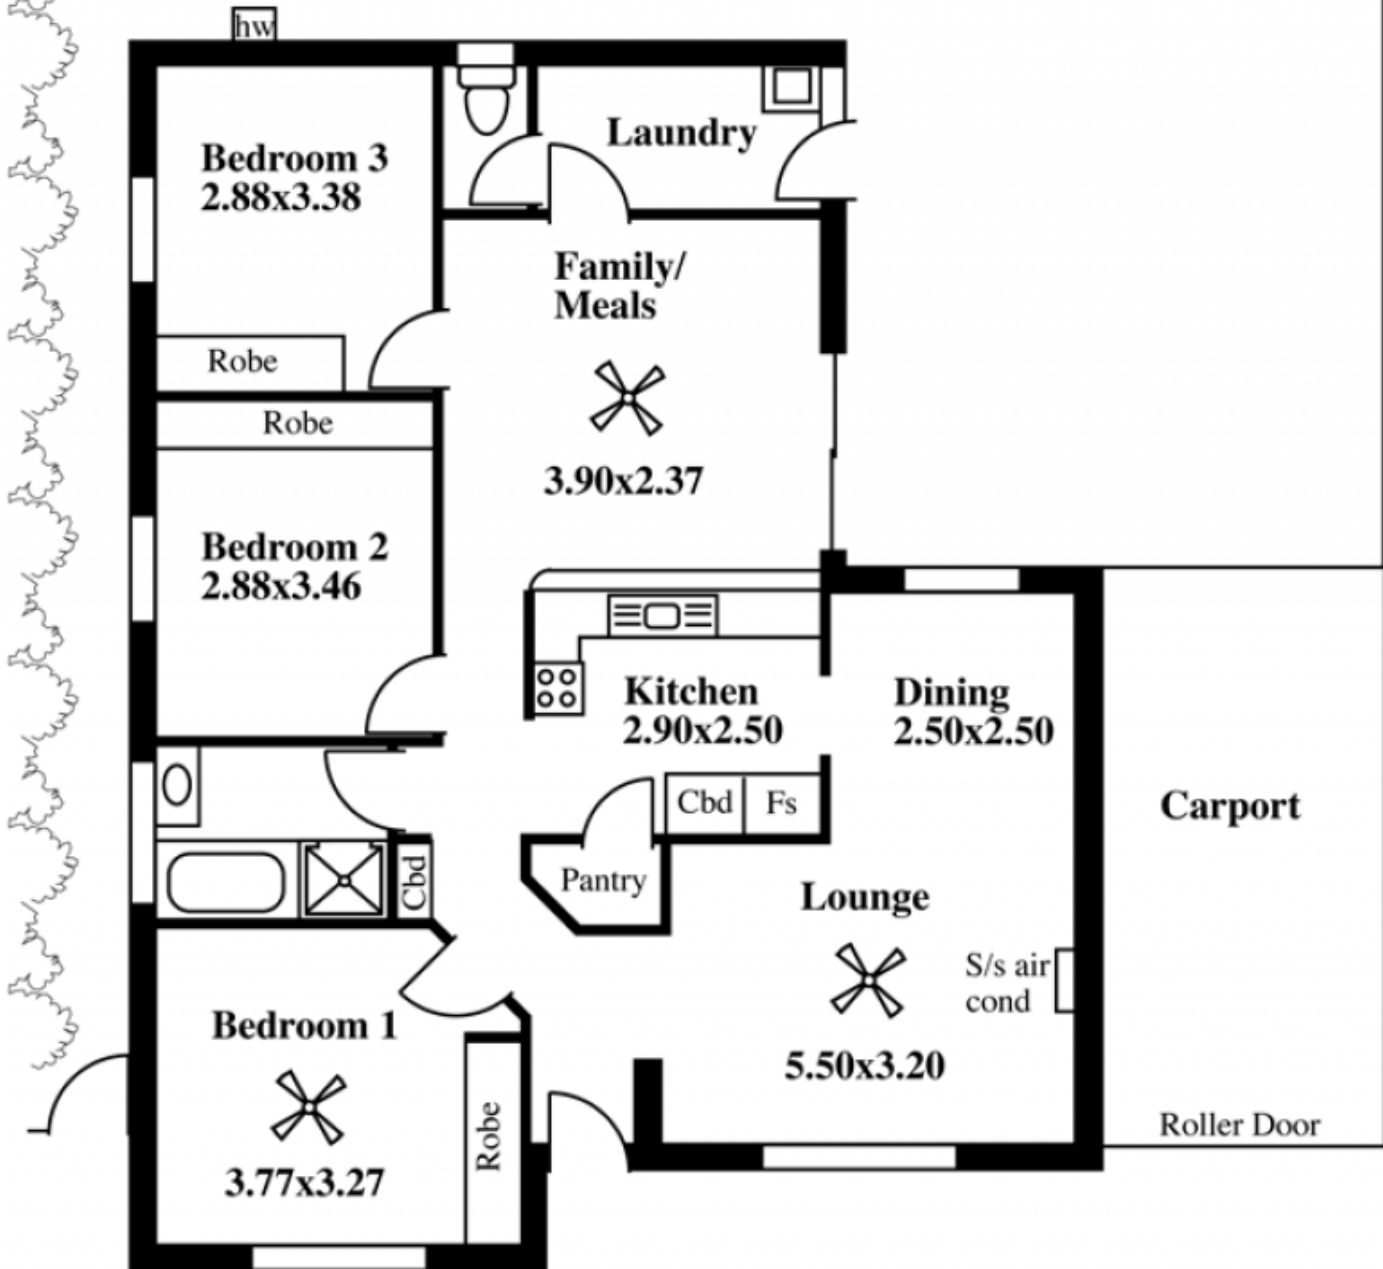 hw
Bedroom 3
2.88x3.38
Laundry
Family/
Meals
Robe
Robe
3.90x2.37
Bedroom 2
2.88x3.46
Kitchen
2.90x2.50
Dining
2.50x2.50
Cbd
Fs
Carport
Cbd
Pantry
Lounge
S/s air
cond
Bedroom 1
5.50x3.20
Robe
Roller Door
3.77x3.27